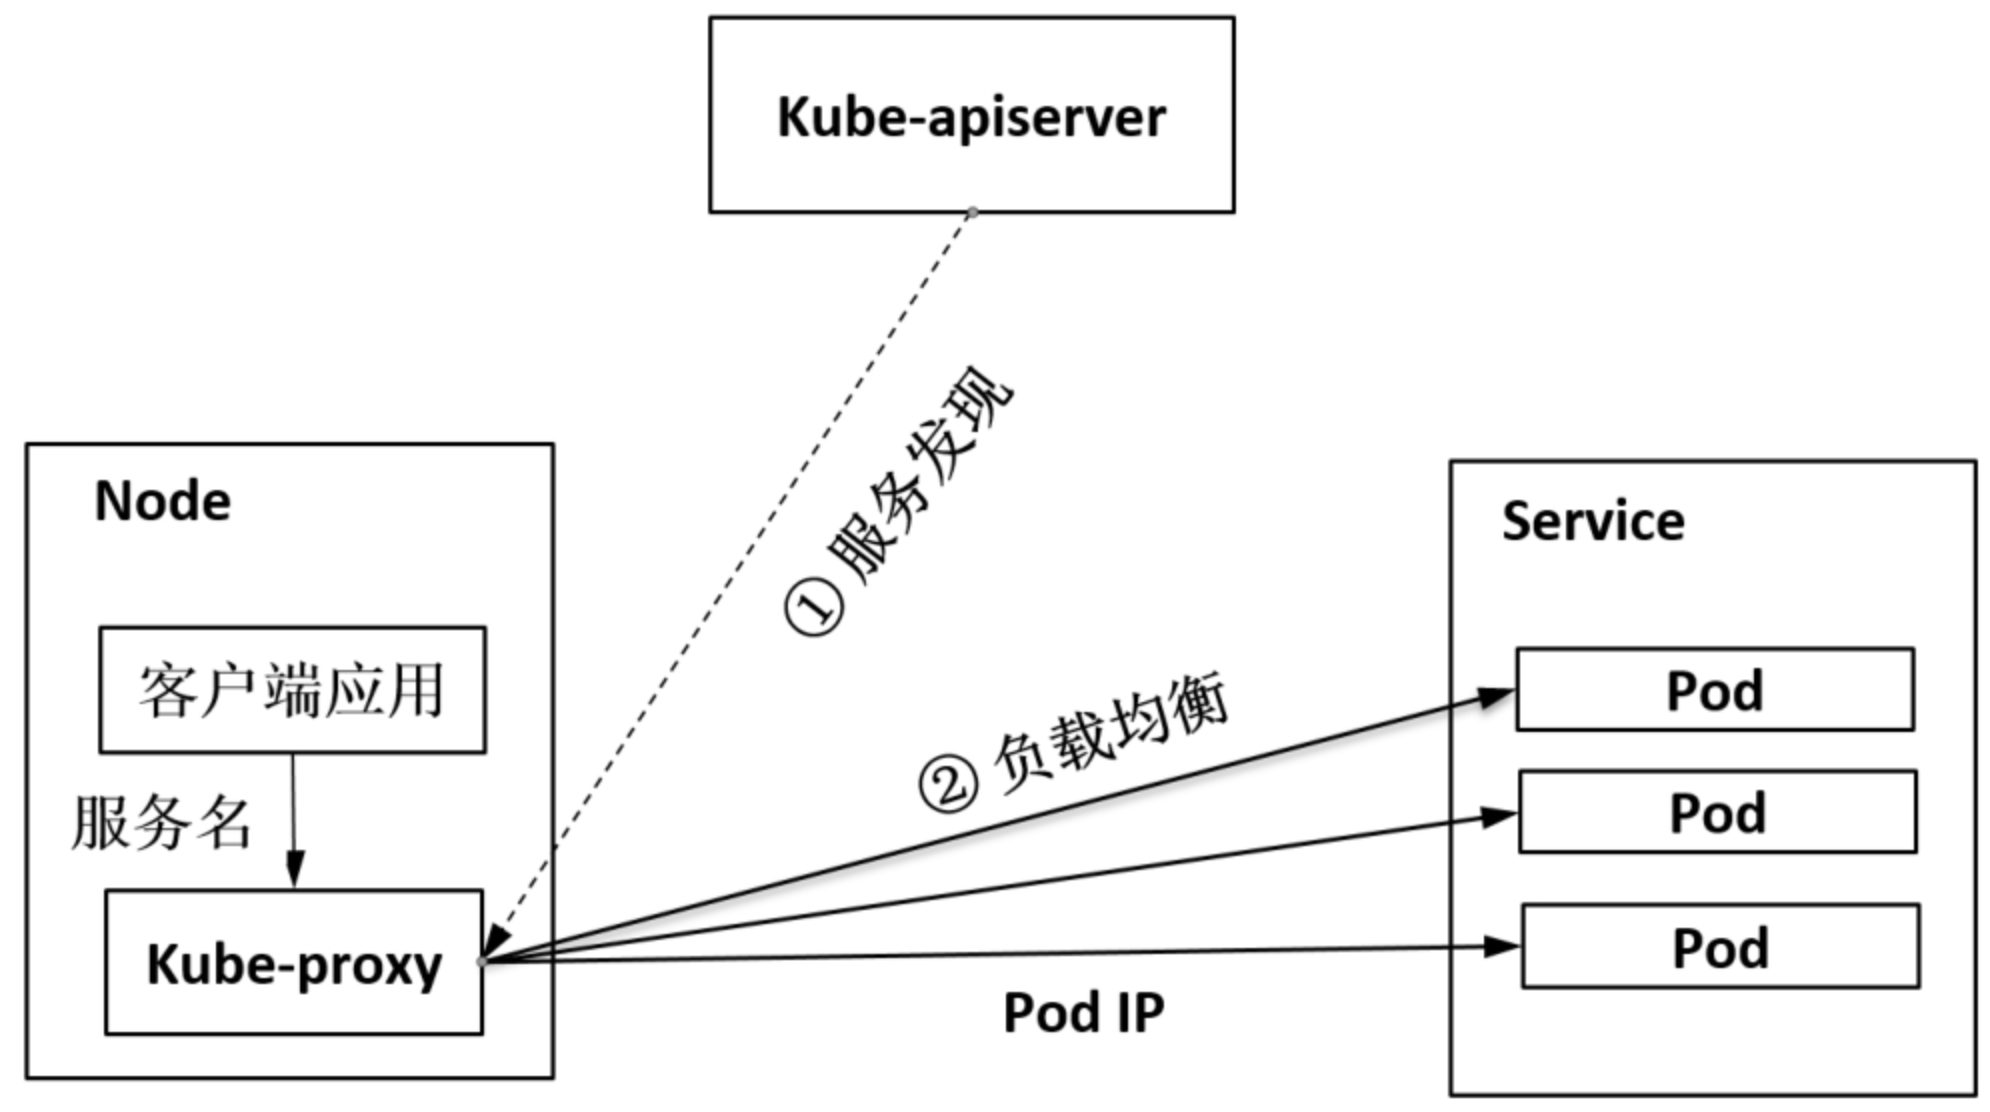 Kube-apiserver
① 服务发现
Node
客户端应用
服务名
Kube-proxy
② 负载均衡
Pod IP
Service
Pod
Pod
Pod